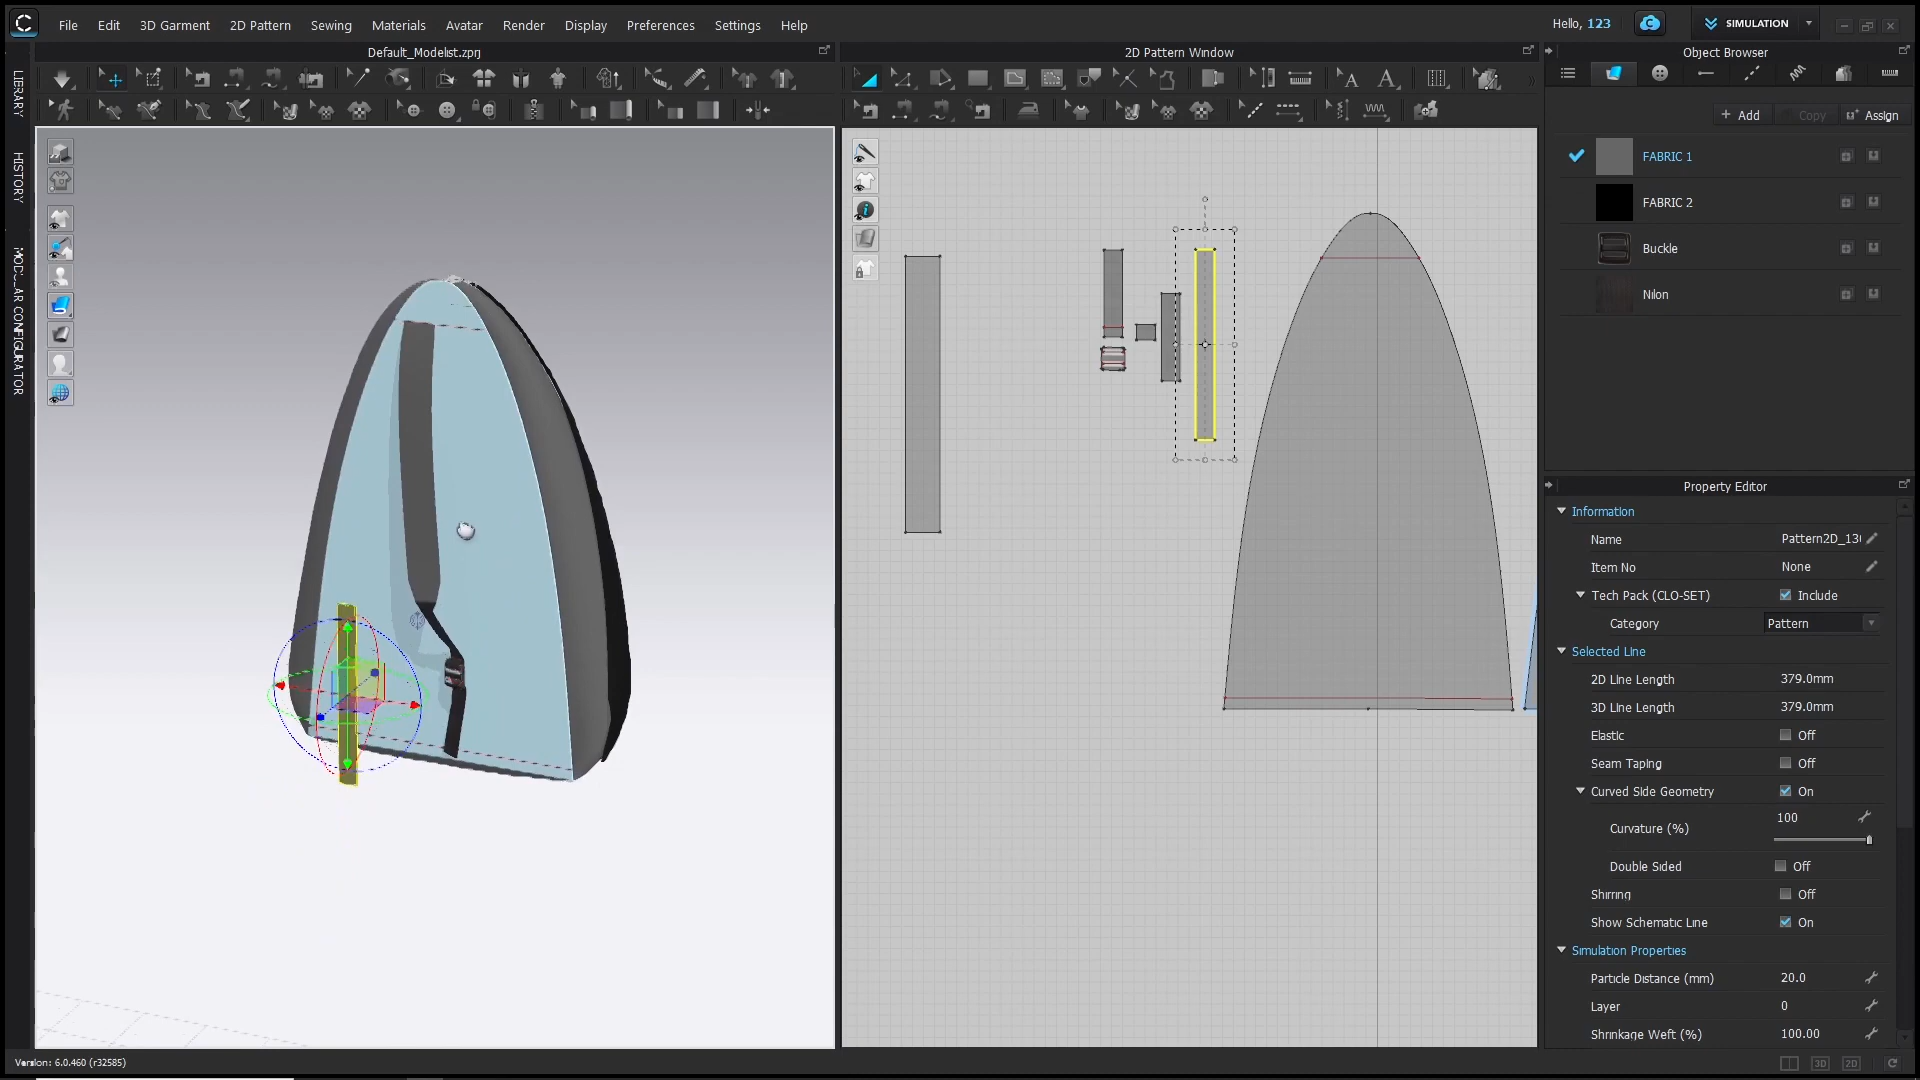 File Edit 3D Garment 2D Pattern Sewing Materials Avatar Render Display Preferences Settings Help
Hello, 123
SIMULATION
Default_Modelist.zprj
2D Pattern Window
Object Browser
LIBRARY
HISTORY
MODULAR CONFIGURATOR
+ Add Copy Assign
FABRIC 1
FABRIC 2
Buckle
Nilon
Property Editor
Information
Name Pattern2D_13
Item No None
Tech Pack (CLO-SET) Include
Category Pattern
Selected Line
2D Line Length 379.0mm
3D Line Length 379.0mm
Elastic Off
Seam Taping Off
Curved Side Geometry On
Curvature (%) 100
Double Sided Off
Shirring Off
Show Schematic Line On
Simulation Properties
Particle Distance (mm) 20.0
Layer 0
Shrinkage Weft (%) 100.00
Version: 6.0.460 (r32585)
3D 2D